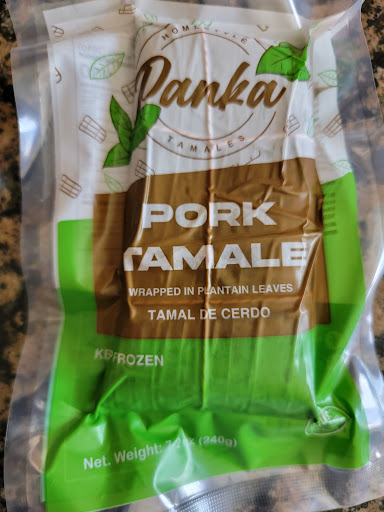 Panka
TAMALES
PORK
TAMALE
WRAPPED IN PLANTAIN LEAVES
TAMAL DE CERDO
FROZEN
Net. Weight: (240g)